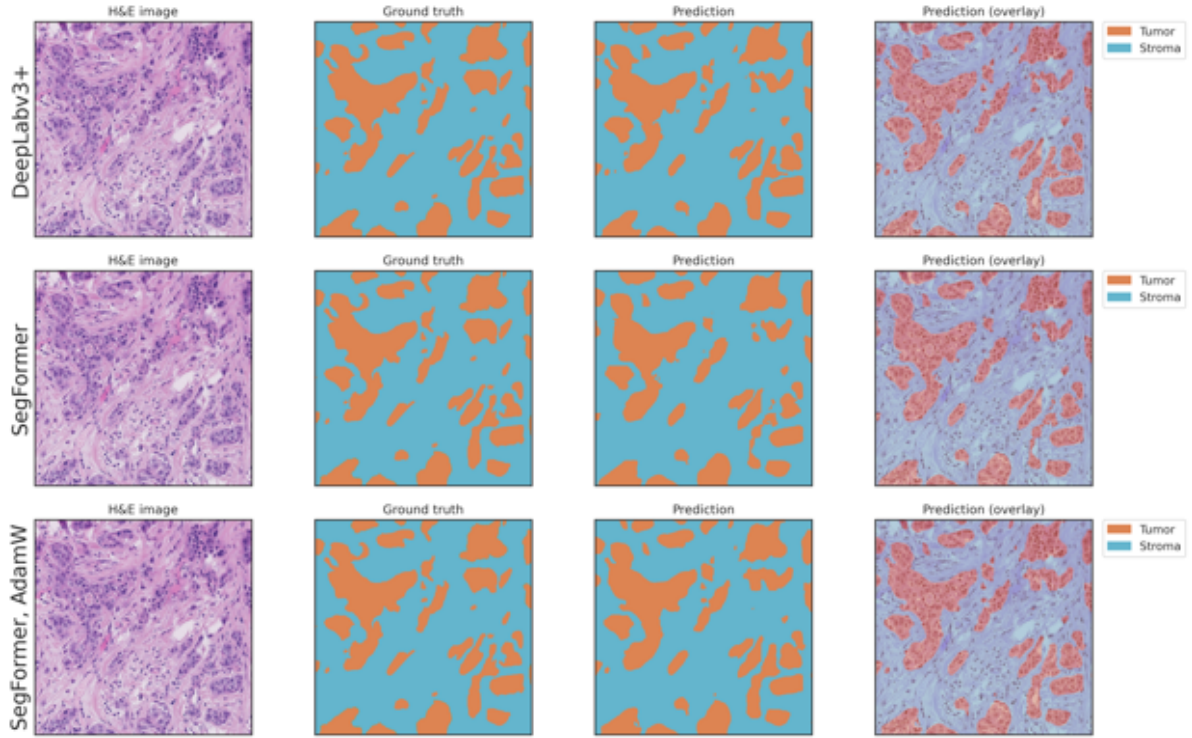 H&E image Ground truth Prediction Prediction (overlay)
DeepLabv3+
Tumor
Stroma
H&E image Ground truth Prediction Prediction (overlay)
SegFormer
Tumor
Stroma
H&E image Ground truth Prediction Prediction (overlay)
SegFormer, AdamW
Tumor
Stroma